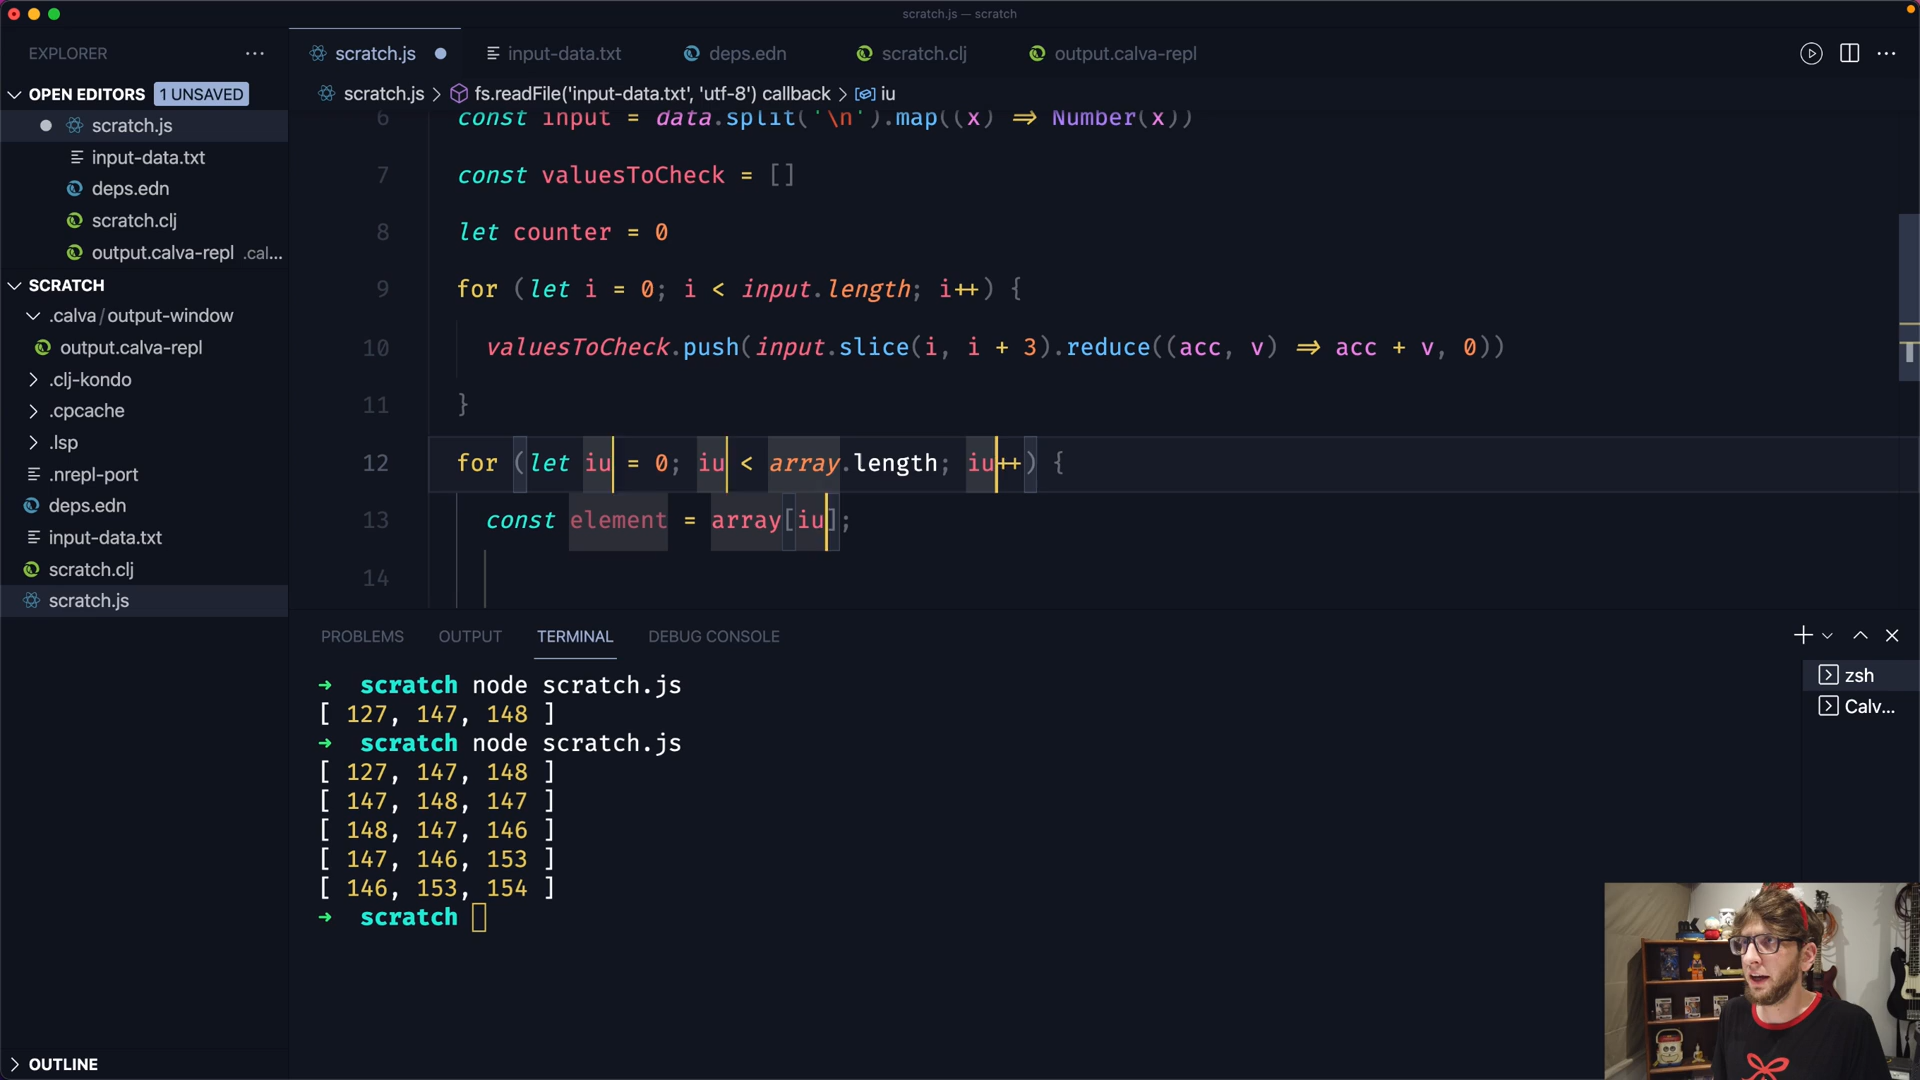 scratch.js — scratch
EXPLORER
OPEN EDITORS 1 UNSAVED
scratch.js
input-data.txt
deps.edn
scratch.clj
output.calva-repl .cal...
SCRATCH
.calva / output-window
output.calva-repl
.clj-kondo
.cpcache
.lsp
.nrepl-port
deps.edn
input-data.txt
scratch.clj
scratch.js
OUTLINE
scratch.js input-data.txt deps.edn scratch.clj output.calva-repl
scratch.js > fs.readFile('input-data.txt', 'utf-8') callback > iu
6 const input = data.split('\n').map((x) => Number(x))
7 const valuesToCheck = []
8 let counter = 0
9 for (let i = 0; i < input.length; i++) {
10 valuesToCheck.push(input.slice(i, i + 3).reduce((acc, v) => acc + v, 0))
11 }
12 for (let iu = 0; iu < array.length; iu++) {
13 const element = array[iu];
14
PROBLEMS OUTPUT TERMINAL DEBUG CONSOLE
➜ scratch node scratch.js
[ 127, 147, 148 ]
➜ scratch node scratch.js
[ 127, 147, 148 ]
[ 147, 148, 147 ]
[ 148, 147, 146 ]
[ 147, 146, 153 ]
[ 146, 153, 154 ]
➜ scratch
zsh
Calv...